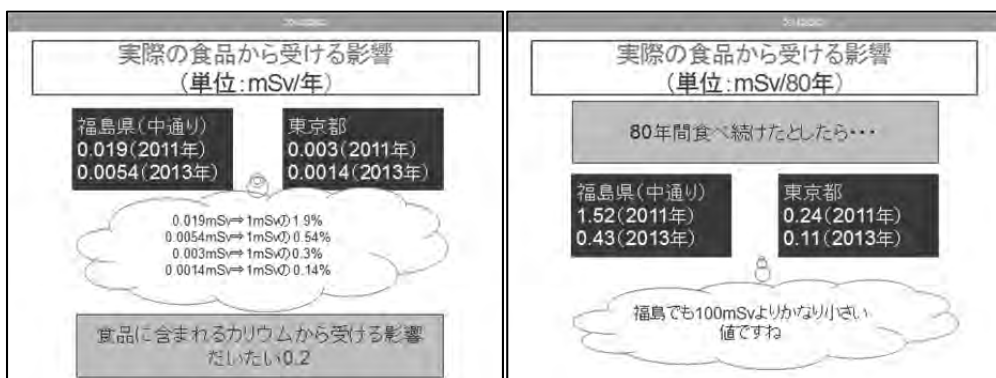 実際の食品から受ける影響
(単位:mSv/年)
福島県(中通り)
0.019(2011年)
0.0054(2013年)
東京都
0.003(2011年)
0.0014(2013年)
0.019mSv⇒1mSvの1.9%
0.0054mSv⇒1mSvの0.54%
0.003mSv⇒1mSvの0.3%
0.0014mSv⇒1mSvの0.14%
食品に含まれるカリウムから受ける影響
だいたい0.2
実際の食品から受ける影響
(単位:mSv/80年)
80年間食べ続けたとしたら・・・
福島県(中通り)
1.52(2011年)
0.43(2013年)
東京都
0.24(2011年)
0.11(2013年)
福島でも100mSvよりかなり小さい
値ですね